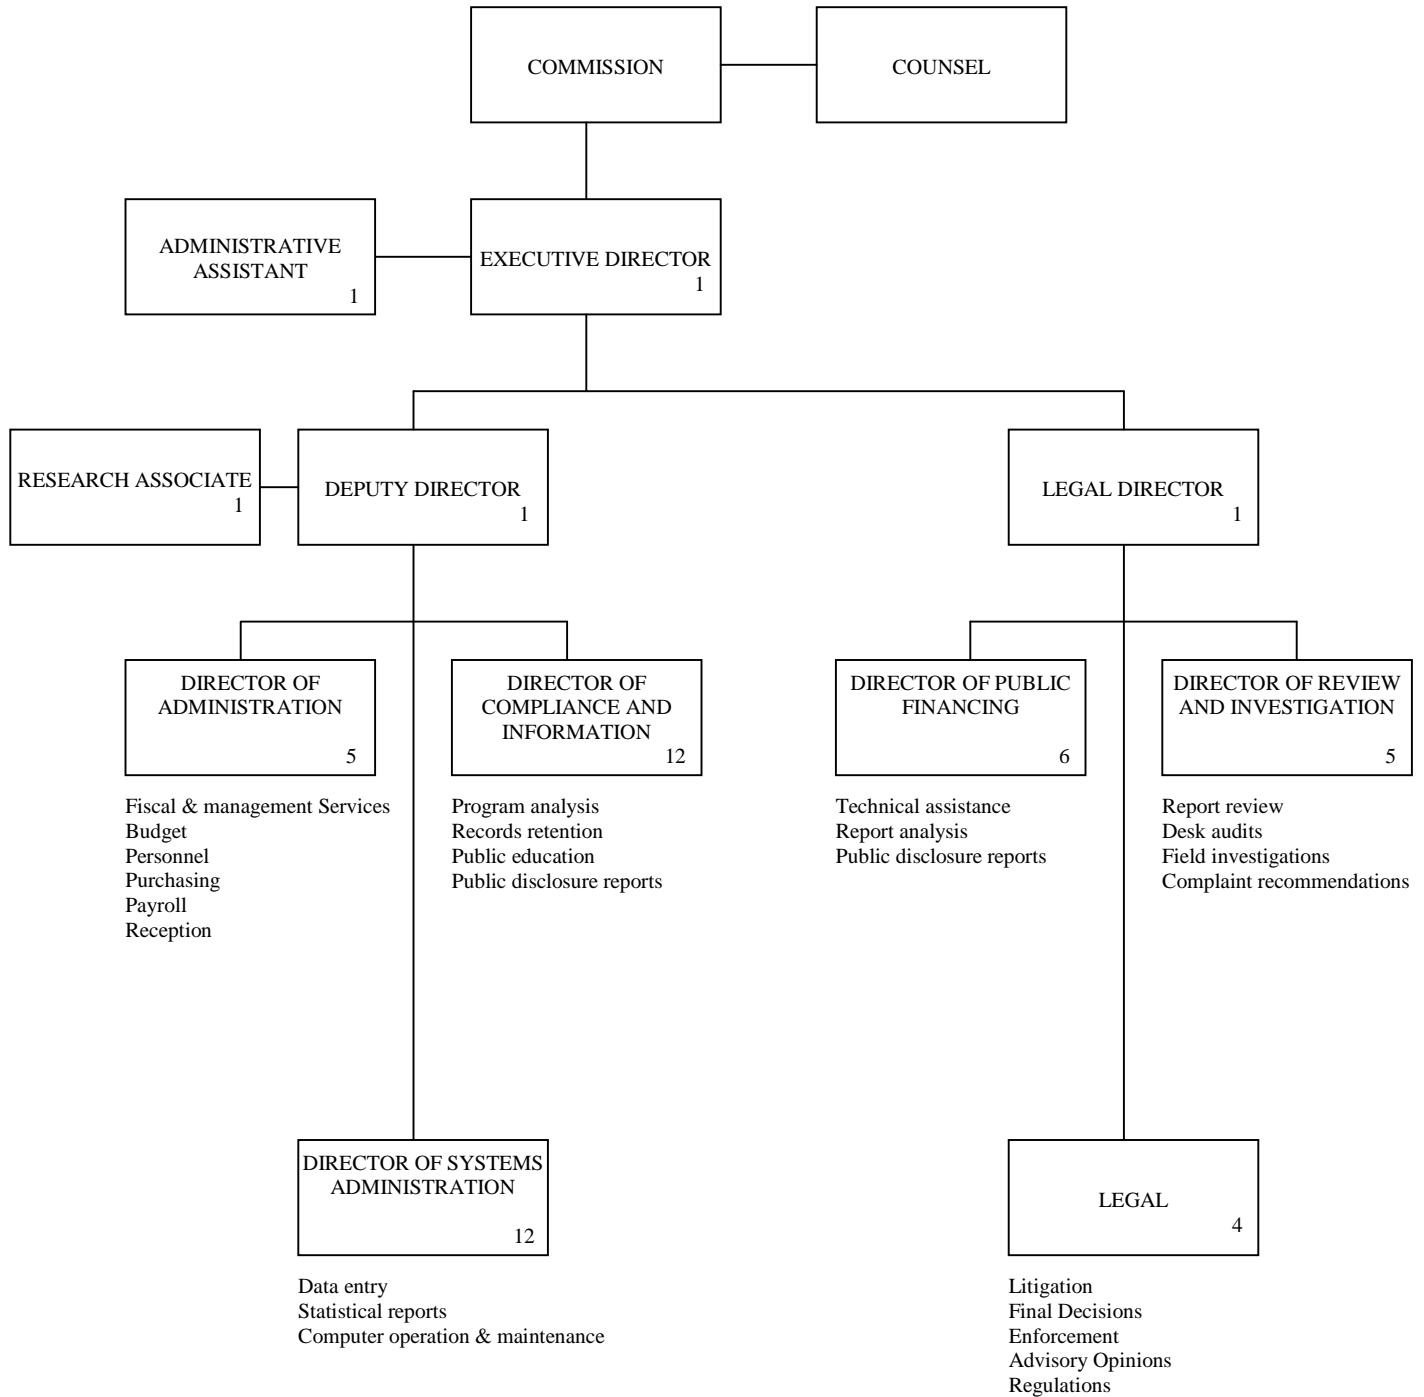 COMMISSION
COUNSEL
ADMINISTRATIVE
ASSISTANT
1
EXECUTIVE DIRECTOR
1
RESEARCH ASSOCIATE
1
DEPUTY DIRECTOR
1
LEGAL DIRECTOR
1
DIRECTOR OF
ADMINISTRATION
5
Fiscal & management Services
Budget
Personnel
Purchasing
Payroll
Reception
DIRECTOR OF
COMPLIANCE AND
INFORMATION
12
Program analysis
Records retention
Public education
Public disclosure reports
DIRECTOR OF PUBLIC
FINANCING
6
Technical assistance
Report analysis
Public disclosure reports
DIRECTOR OF REVIEW
AND INVESTIGATION
5
Report review
Desk audits
Field investigations
Complaint recommendations
DIRECTOR OF SYSTEMS
ADMINISTRATION
12
Data entry
Statistical reports
Computer operation & maintenance
LEGAL
4
Litigation
Final Decisions
Enforcement
Advisory Opinions
Regulations